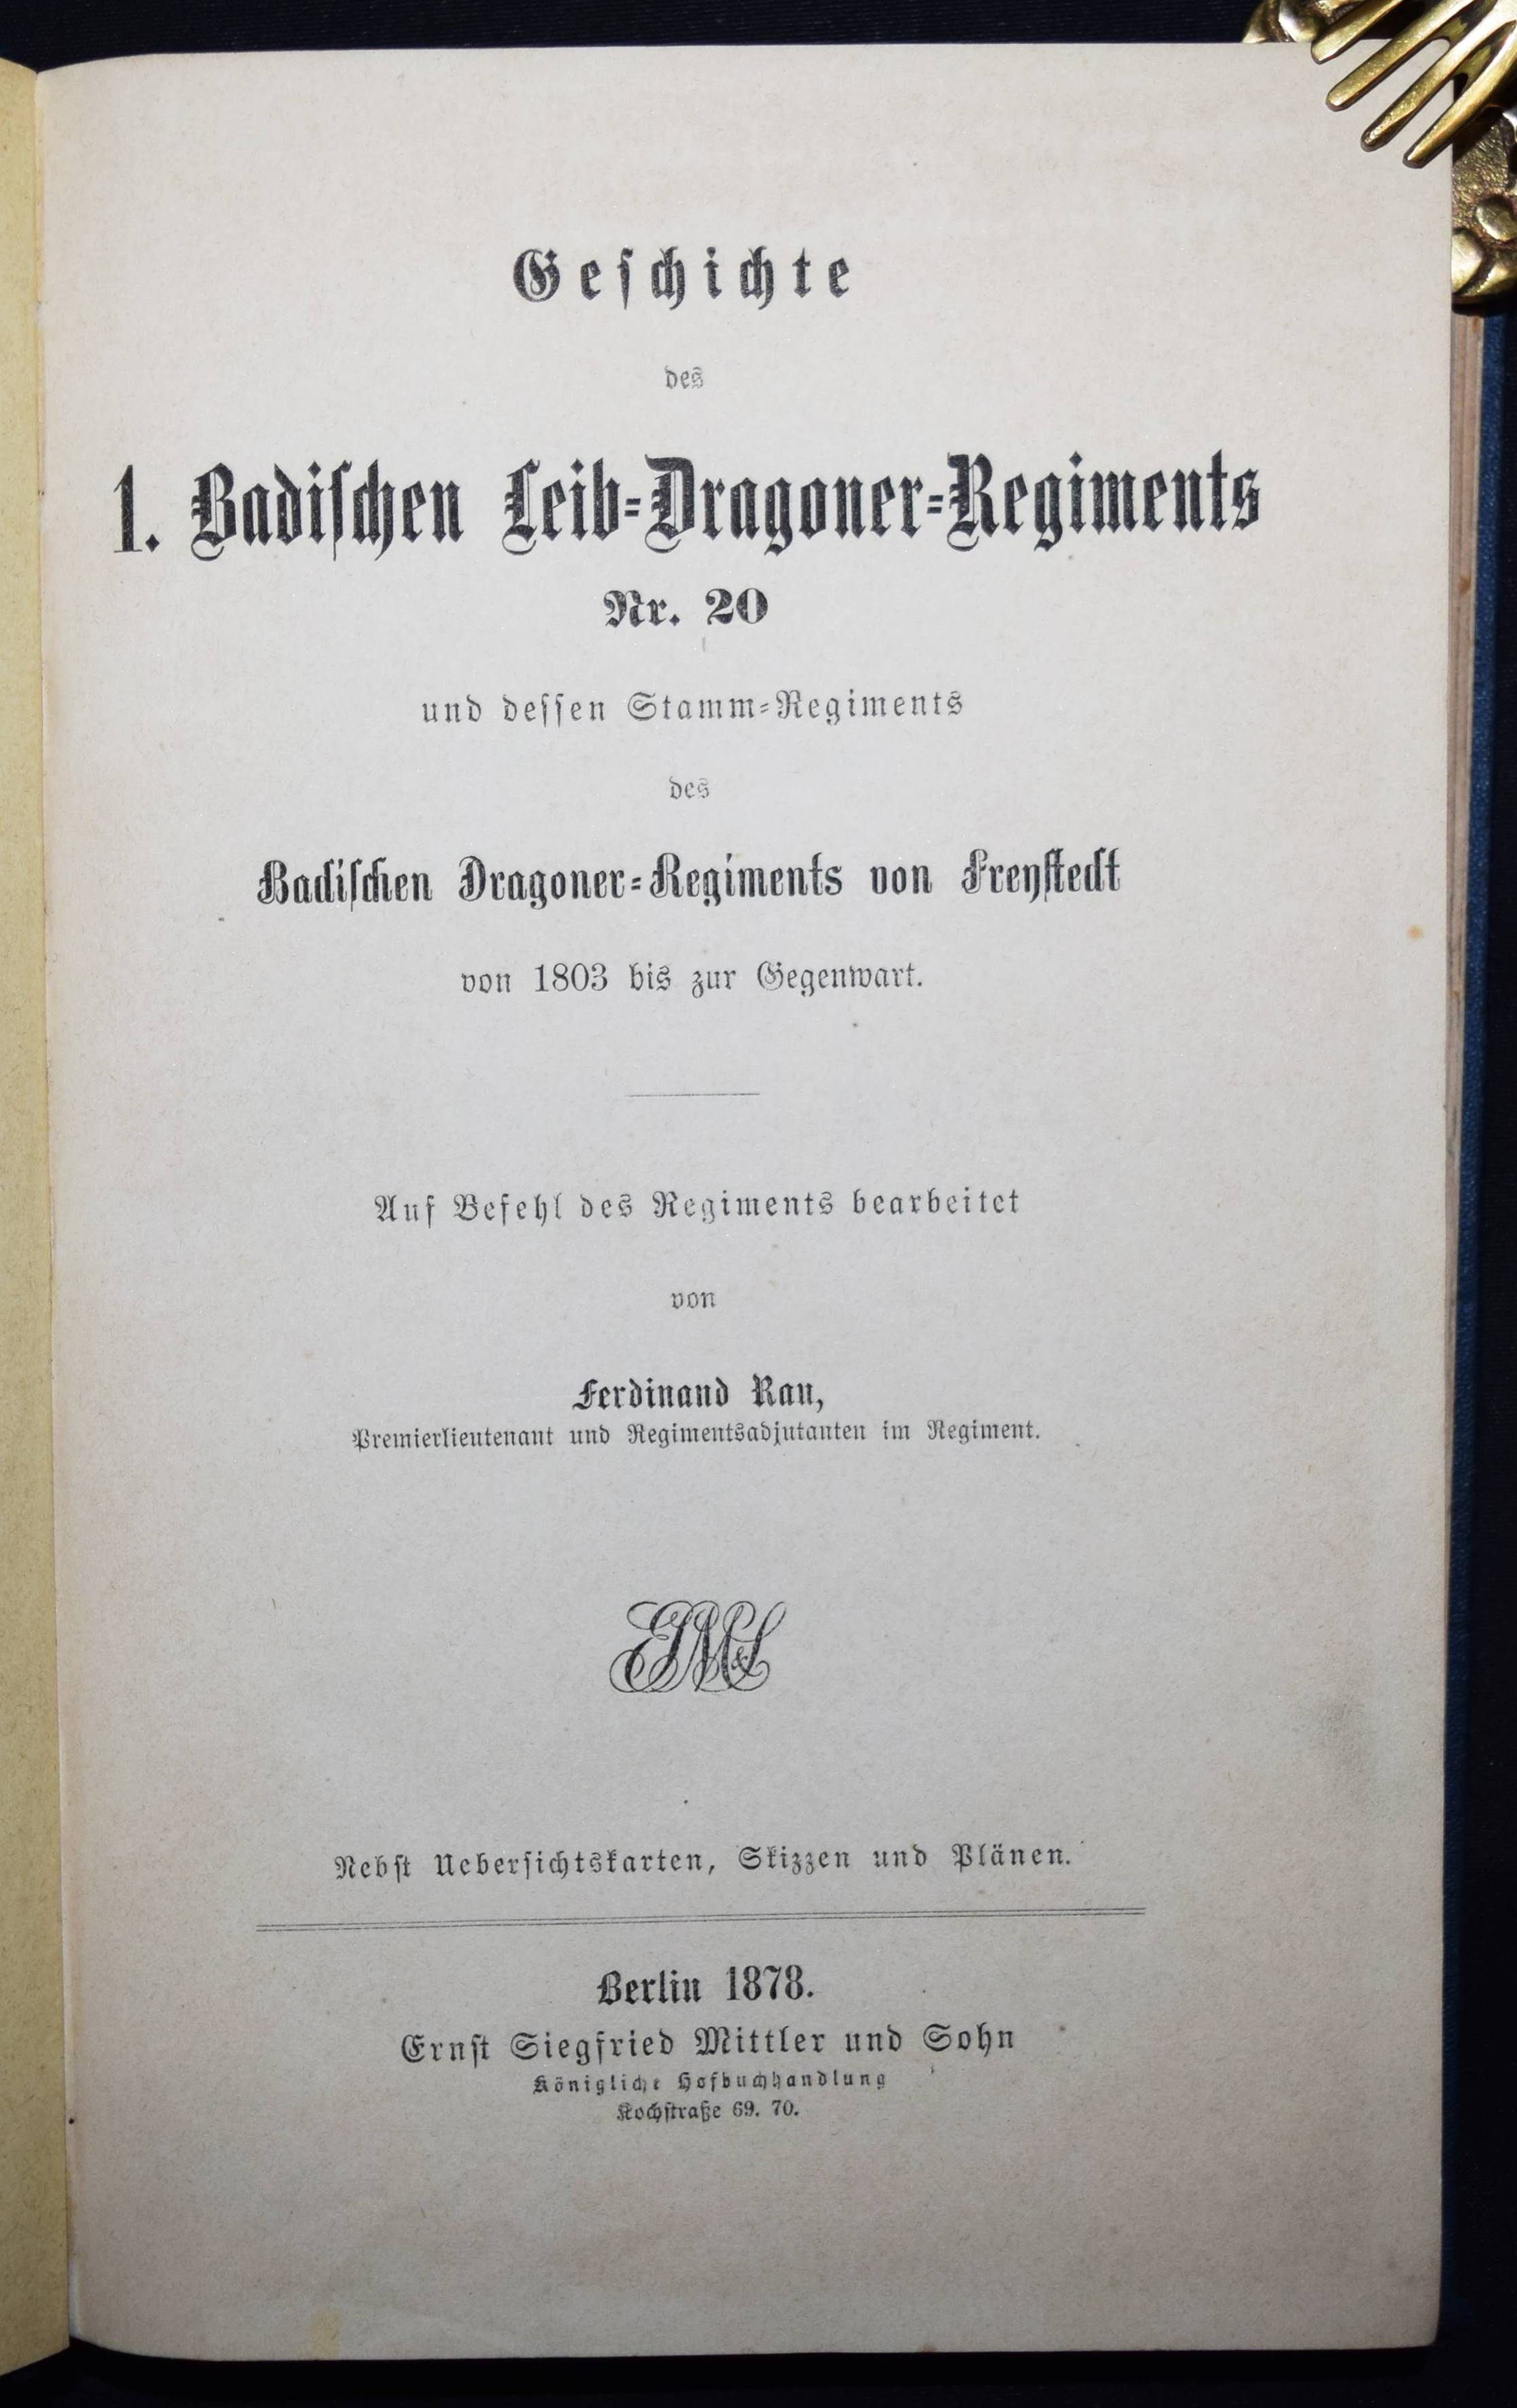 Geschichte
des
1. Badischen Leib-Dragoner-Regiments
Nr. 20
und dessen Stamm-Regiments
des
Badischen Dragoner-Regiments von Freystedt
von 1803 bis zur Gegenwart.
Auf Befehl des Regiments bearbeitet
von
Ferdinand Rau,
Premierlieutenant und Regimentsadjutanten im Regiment.
Nebst Uebersichtskarten, Skizzen und Plänen.
Berlin 1878.
Ernst Siegfried Mittler und Sohn
Königliche Hofbuchhandlung
Kochstraße 69. 70.